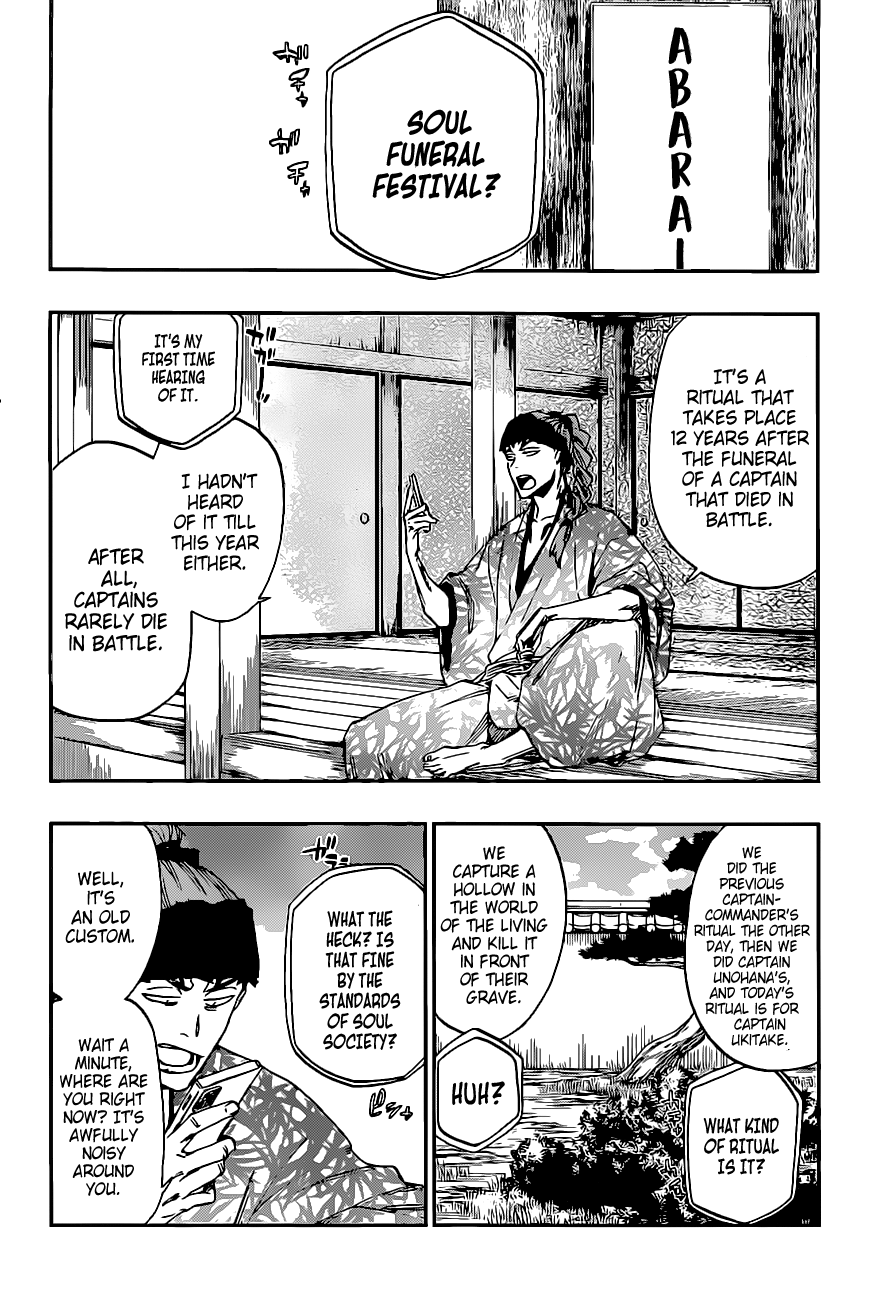 A
B
A
R
A
I
SOUL
FUNERAL
FESTIVAL?
IT'S A
RITUAL THAT
TAKES PLACE
12 YEARS AFTER
THE FUNERAL
OF A CAPTAIN
THAT DIED IN
BATTLE.
IT'S MY
FIRST TIME
HEARING
OF IT.
I HADN'T
HEARD
OF IT TILL
THIS YEAR
EITHER.
AFTER
ALL,
CAPTAINS
RARELY DIE
IN BATTLE.
WE
DID THE
PREVIOUS
CAPTAIN-
COMMANDER'S
RITUAL THE OTHER
DAY, THEN WE
DID CAPTAIN
UNOHANA'S,
AND TODAY'S
RITUAL IS FOR
CAPTAIN
UKITAKE.
WHAT KIND
OF RITUAL
IS IT?
WE
CAPTURE A
HOLLOW IN
THE WORLD
OF THE LIVING
AND KILL IT
IN FRONT
OF THEIR
GRAVE.
HUH?
WHAT THE
HECK? IS
THAT FINE
BY THE
STANDARDS
OF SOUL
SOCIETY?
WELL,
IT'S
AN OLD
CUSTOM.
WAIT A
MINUTE,
WHERE ARE
YOU RIGHT
NOW? IT'S
AWFULLY
NOISY
AROUND
YOU.